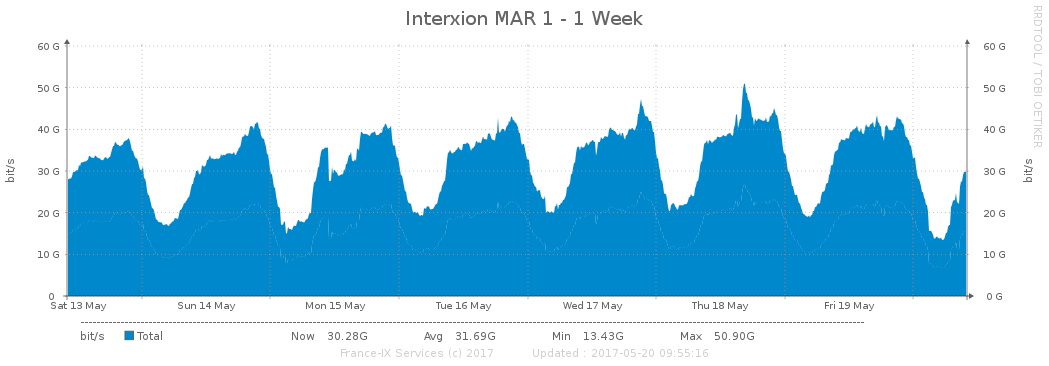 Interxion MAR 1 - 1 Week
RRDTOOL / TOBI OETIKER
bit/s
60 G 60 G
50 G 50 G
40 G 40 G
30 G 30 G
20 G 20 G
10 G 10 G
0 0 G
bit/s
Sat 13 May Sun 14 May Mon 15 May Tue 16 May Wed 17 May Thu 18 May Fri 19 May
bit/s Total Now 30.28G Avg 31.69G Min 13.43G Max 50.90G
France-IX Services (c) 2017 Updated : 2017-05-20 09:55:16